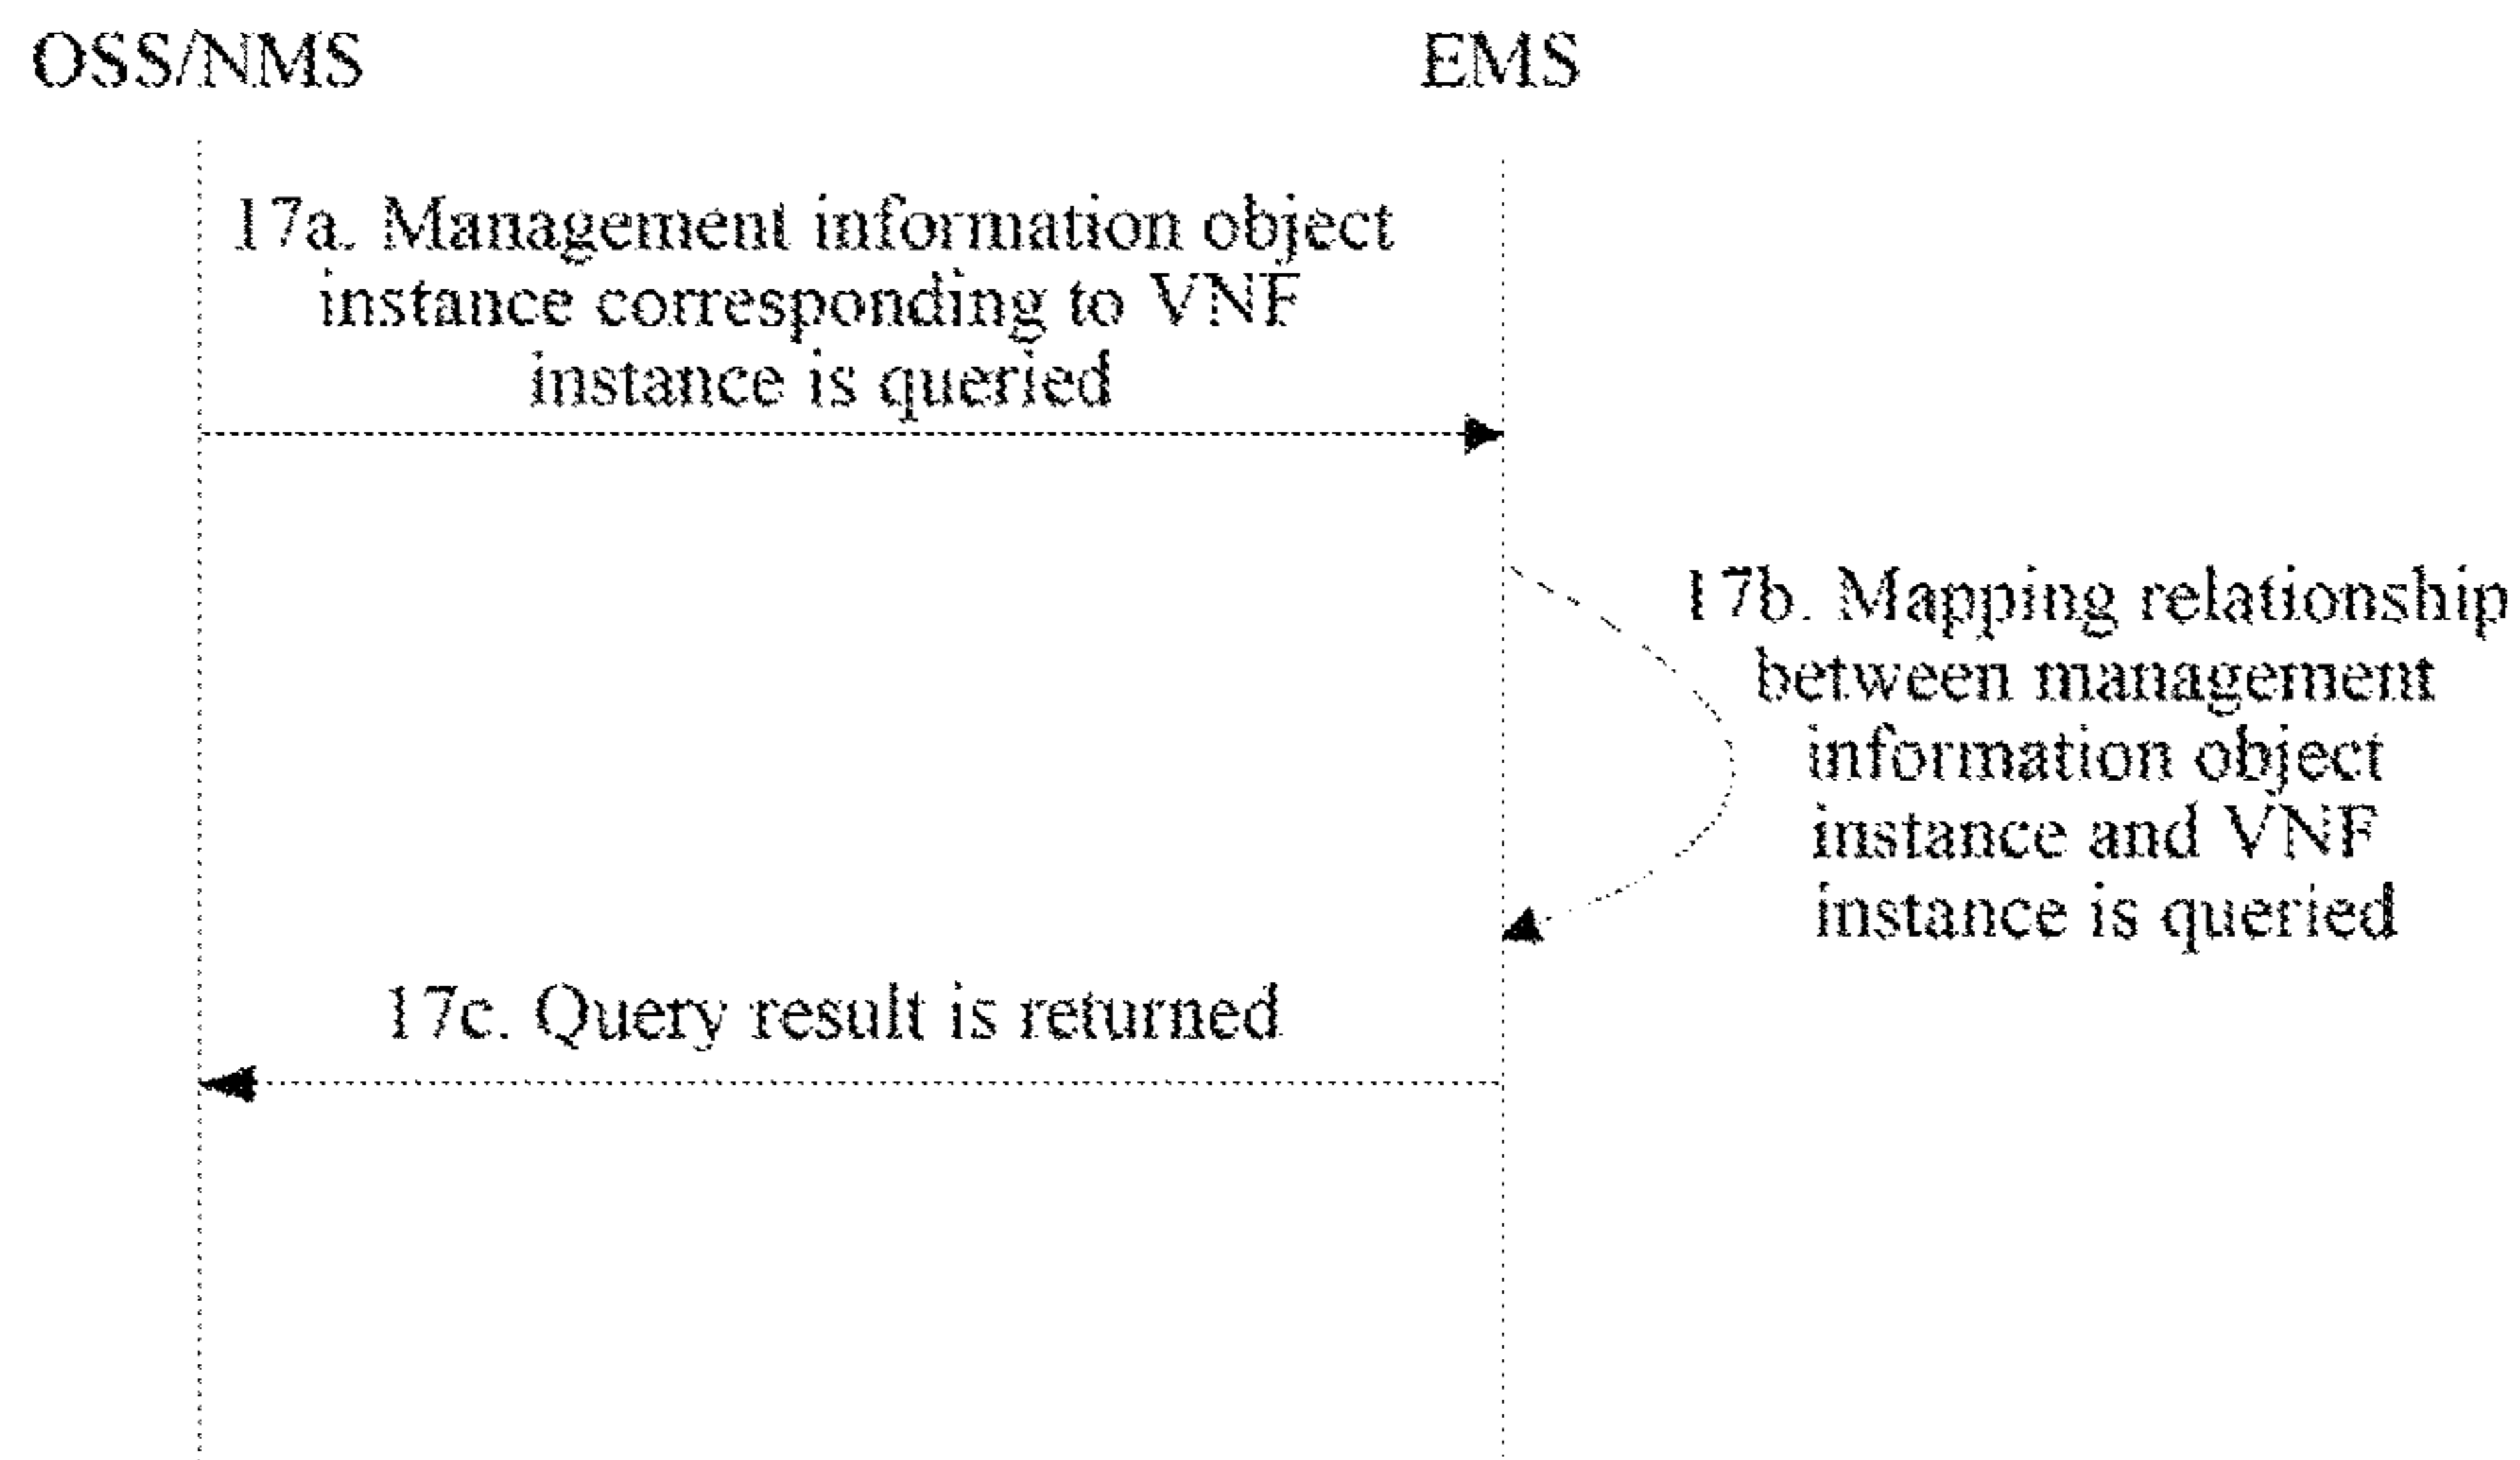 OSS/NMS
EMS
17a. Management information object
instance corresponding to VNF
instance is queried
17b. Mapping relationship
between management
information object
instance and VNF
instance is queried
17c. Query result is returned